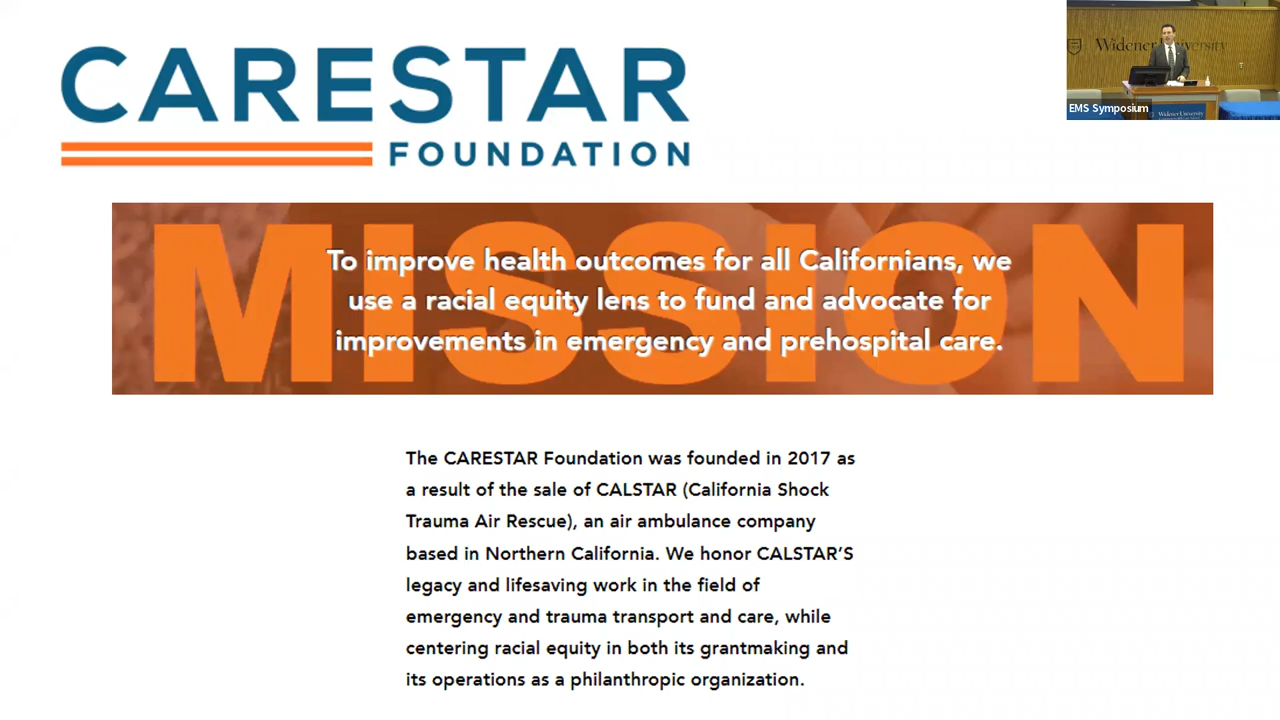 CARESTAR
FOUNDATION
Widener University
EMS Symposium
Widener University
MISSION
To improve health outcomes for all Californians, we
use a racial equity lens to fund and advocate for
improvements in emergency and prehospital care.
The CARESTAR Foundation was founded in 2017 as
a result of the sale of CALSTAR (California Shock
Trauma Air Rescue), an air ambulance company
based in Northern California. We honor CALSTAR’S
legacy and lifesaving work in the field of
emergency and trauma transport and care, while
centering racial equity in both its grantmaking and
its operations as a philanthropic organization.